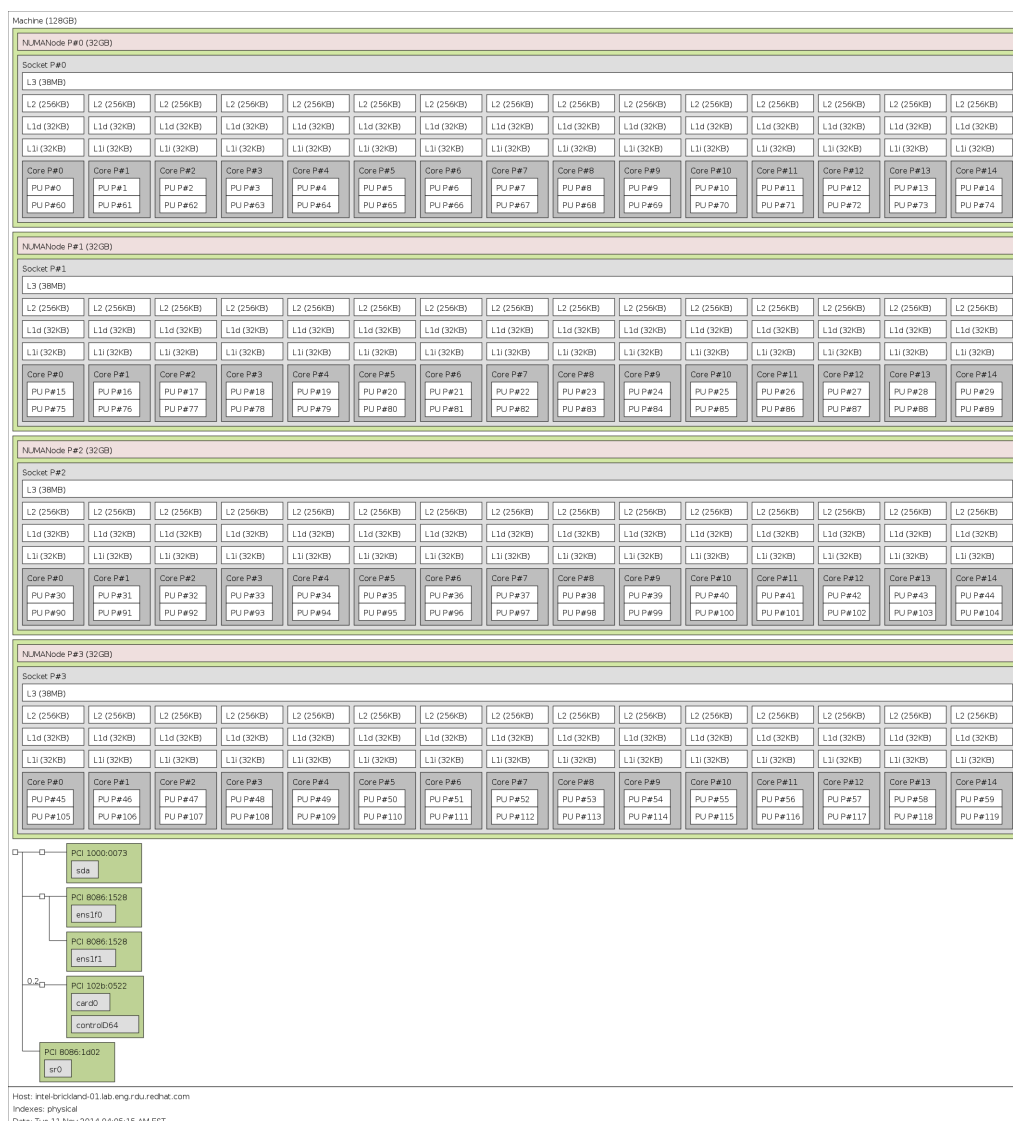 Machine (128GB)
NUMANode P#0 (32GB)
Socket P#0
L3 (38MB)
L2 (256KB) L2 (256KB) L2 (256KB) L2 (256KB) L2 (256KB) L2 (256KB) L2 (256KB) L2 (256KB) L2 (256KB) L2 (256KB) L2 (256KB) L2 (256KB) L2 (256KB) L2 (256KB) L2 (256KB)
L1d (32KB) L1d (32KB) L1d (32KB) L1d (32KB) L1d (32KB) L1d (32KB) L1d (32KB) L1d (32KB) L1d (32KB) L1d (32KB) L1d (32KB) L1d (32KB) L1d (32KB) L1d (32KB) L1d (32KB)
L1i (32KB) L1i (32KB) L1i (32KB) L1i (32KB) L1i (32KB) L1i (32KB) L1i (32KB) L1i (32KB) L1i (32KB) L1i (32KB) L1i (32KB) L1i (32KB) L1i (32KB) L1i (32KB) L1i (32KB)
Core P#0 Core P#1 Core P#2 Core P#3 Core P#4 Core P#5 Core P#6 Core P#7 Core P#8 Core P#9 Core P#10 Core P#11 Core P#12 Core P#13 Core P#14
PU P#0 PU P#1 PU P#2 PU P#3 PU P#4 PU P#5 PU P#6 PU P#7 PU P#8 PU P#9 PU P#10 PU P#11 PU P#12 PU P#13 PU P#14
PU P#60 PU P#61 PU P#62 PU P#63 PU P#64 PU P#65 PU P#66 PU P#67 PU P#68 PU P#69 PU P#70 PU P#71 PU P#72 PU P#73 PU P#74
NUMANode P#1 (32GB)
Socket P#1
L3 (38MB)
L2 (256KB) L2 (256KB) L2 (256KB) L2 (256KB) L2 (256KB) L2 (256KB) L2 (256KB) L2 (256KB) L2 (256KB) L2 (256KB) L2 (256KB) L2 (256KB) L2 (256KB) L2 (256KB) L2 (256KB)
L1d (32KB) L1d (32KB) L1d (32KB) L1d (32KB) L1d (32KB) L1d (32KB) L1d (32KB) L1d (32KB) L1d (32KB) L1d (32KB) L1d (32KB) L1d (32KB) L1d (32KB) L1d (32KB) L1d (32KB)
L1i (32KB) L1i (32KB) L1i (32KB) L1i (32KB) L1i (32KB) L1i (32KB) L1i (32KB) L1i (32KB) L1i (32KB) L1i (32KB) L1i (32KB) L1i (32KB) L1i (32KB) L1i (32KB) L1i (32KB)
Core P#0 Core P#1 Core P#2 Core P#3 Core P#4 Core P#5 Core P#6 Core P#7 Core P#8 Core P#9 Core P#10 Core P#11 Core P#12 Core P#13 Core P#14
PU P#15 PU P#16 PU P#17 PU P#18 PU P#19 PU P#20 PU P#21 PU P#22 PU P#23 PU P#24 PU P#25 PU P#26 PU P#27 PU P#28 PU P#29
PU P#75 PU P#76 PU P#77 PU P#78 PU P#79 PU P#80 PU P#81 PU P#82 PU P#83 PU P#84 PU P#85 PU P#86 PU P#87 PU P#88 PU P#89
NUMANode P#2 (32GB)
Socket P#2
L3 (38MB)
L2 (256KB) L2 (256KB) L2 (256KB) L2 (256KB) L2 (256KB) L2 (256KB) L2 (256KB) L2 (256KB) L2 (256KB) L2 (256KB) L2 (256KB) L2 (256KB) L2 (256KB) L2 (256KB) L2 (256KB)
L1d (32KB) L1d (32KB) L1d (32KB) L1d (32KB) L1d (32KB) L1d (32KB) L1d (32KB) L1d (32KB) L1d (32KB) L1d (32KB) L1d (32KB) L1d (32KB) L1d (32KB) L1d (32KB) L1d (32KB)
L1i (32KB) L1i (32KB) L1i (32KB) L1i (32KB) L1i (32KB) L1i (32KB) L1i (32KB) L1i (32KB) L1i (32KB) L1i (32KB) L1i (32KB) L1i (32KB) L1i (32KB) L1i (32KB) L1i (32KB)
Core P#0 Core P#1 Core P#2 Core P#3 Core P#4 Core P#5 Core P#6 Core P#7 Core P#8 Core P#9 Core P#10 Core P#11 Core P#12 Core P#13 Core P#14
PU P#30 PU P#31 PU P#32 PU P#33 PU P#34 PU P#35 PU P#36 PU P#37 PU P#38 PU P#39 PU P#40 PU P#41 PU P#42 PU P#43 PU P#44
PU P#90 PU P#91 PU P#92 PU P#93 PU P#94 PU P#95 PU P#96 PU P#97 PU P#98 PU P#99 PU P#100 PU P#101 PU P#102 PU P#103 PU P#104
NUMANode P#3 (32GB)
Socket P#3
L3 (38MB)
L2 (256KB) L2 (256KB) L2 (256KB) L2 (256KB) L2 (256KB) L2 (256KB) L2 (256KB) L2 (256KB) L2 (256KB) L2 (256KB) L2 (256KB) L2 (256KB) L2 (256KB) L2 (256KB) L2 (256KB)
L1d (32KB) L1d (32KB) L1d (32KB) L1d (32KB) L1d (32KB) L1d (32KB) L1d (32KB) L1d (32KB) L1d (32KB) L1d (32KB) L1d (32KB) L1d (32KB) L1d (32KB) L1d (32KB) L1d (32KB)
L1i (32KB) L1i (32KB) L1i (32KB) L1i (32KB) L1i (32KB) L1i (32KB) L1i (32KB) L1i (32KB) L1i (32KB) L1i (32KB) L1i (32KB) L1i (32KB) L1i (32KB) L1i (32KB) L1i (32KB)
Core P#0 Core P#1 Core P#2 Core P#3 Core P#4 Core P#5 Core P#6 Core P#7 Core P#8 Core P#9 Core P#10 Core P#11 Core P#12 Core P#13 Core P#14
PU P#45 PU P#46 PU P#47 PU P#48 PU P#49 PU P#50 PU P#51 PU P#52 PU P#53 PU P#54 PU P#55 PU P#56 PU P#57 PU P#58 PU P#59
PU P#105 PU P#106 PU P#107 PU P#108 PU P#109 PU P#110 PU P#111 PU P#112 PU P#113 PU P#114 PU P#115 PU P#116 PU P#117 PU P#118 PU P#119
PCI 1000:0073
sda
PCI 8086:1528
ens1f0
PCI 8086:1528
ens1f1
0.2 PCI 102b:0522
card0
controlD64
PCI 8086:1d02
sr0
Host: intel-brickland-01.lab.eng.rdu.redhat.com
Indexes: physical
Date: Tue 11 Nov 2014 04:05:15 AM EST